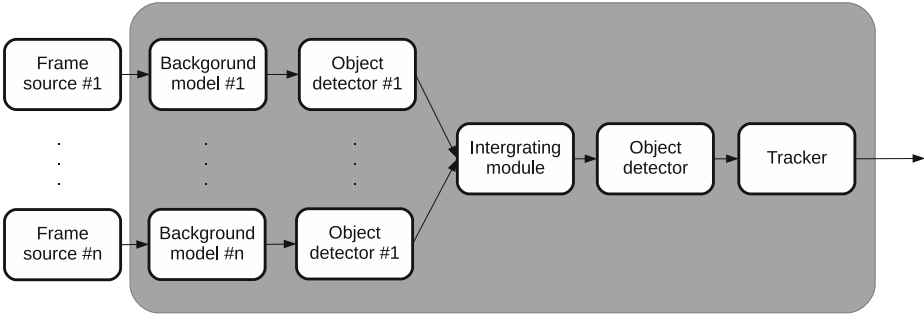 Frame
source #1
Backgorund
model #1
Object
detector #1
Intergrating
module
Object
detector
Tracker
Frame
source #n
Background
model #n
Object
detector #1